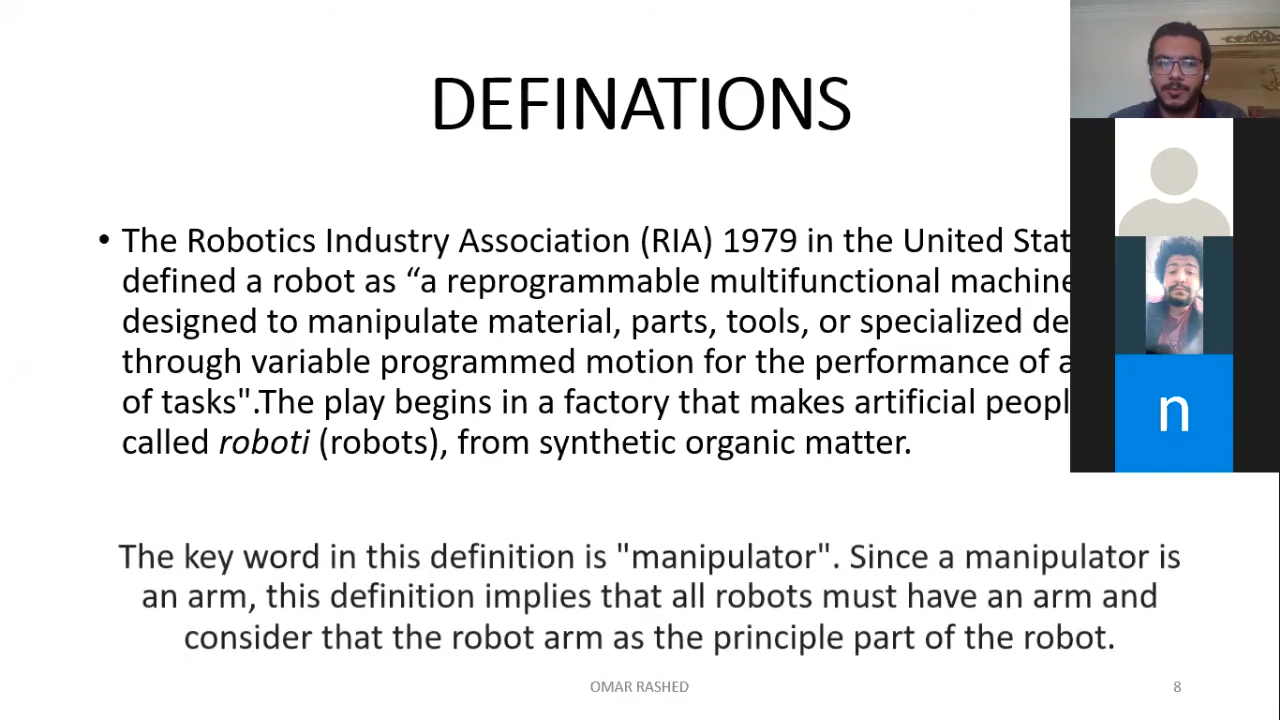 DEFINATIONS
• The Robotics Industry Association (RIA) 1979 in the United Stat
defined a robot as “a reprogrammable multifunctional machine
designed to manipulate material, parts, tools, or specialized de
through variable programmed motion for the performance of a
of tasks".The play begins in a factory that makes artificial peopl
called roboti (robots), from synthetic organic matter.
The key word in this definition is "manipulator". Since a manipulator is
an arm, this definition implies that all robots must have an arm and
consider that the robot arm as the principle part of the robot.
OMAR RASHED
8
n